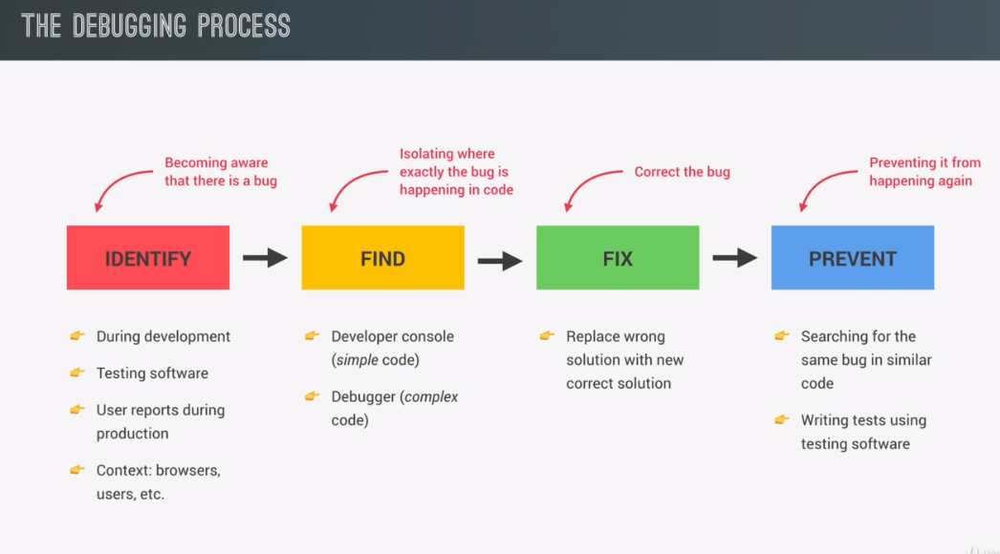 THE DEBUGGING PROCESS
Becoming aware
that there is a bug
Isolating where
exactly the bug is
happening in code
Correct the bug
Preventing it from
happening again
IDENTIFY
FIND
FIX
PREVENT
During development
Testing software
User reports during
production
Context: browsers,
users, etc.
Developer console
(simple code)
Debugger (complex
code)
Replace wrong
solution with new
correct solution
Searching for the
same bug in similar
code
Writing tests using
testing software